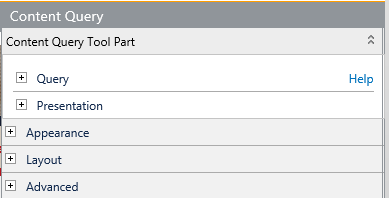 Content Query
Content Query Tool Part
Query Help
Presentation
Appearance
Layout
Advanced